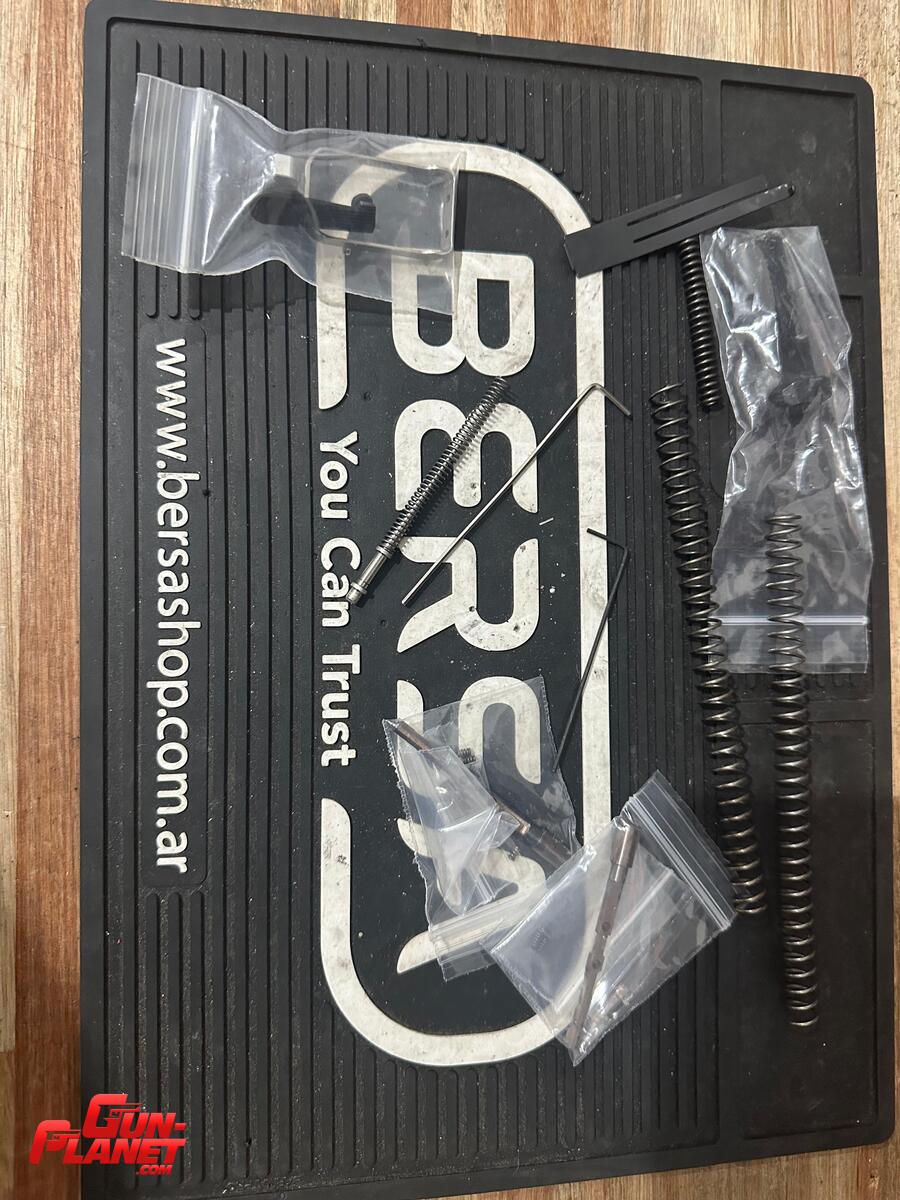 BERSA
You Can Trust
www.bersashop.com.ar
GUN-
PLANET
.COM